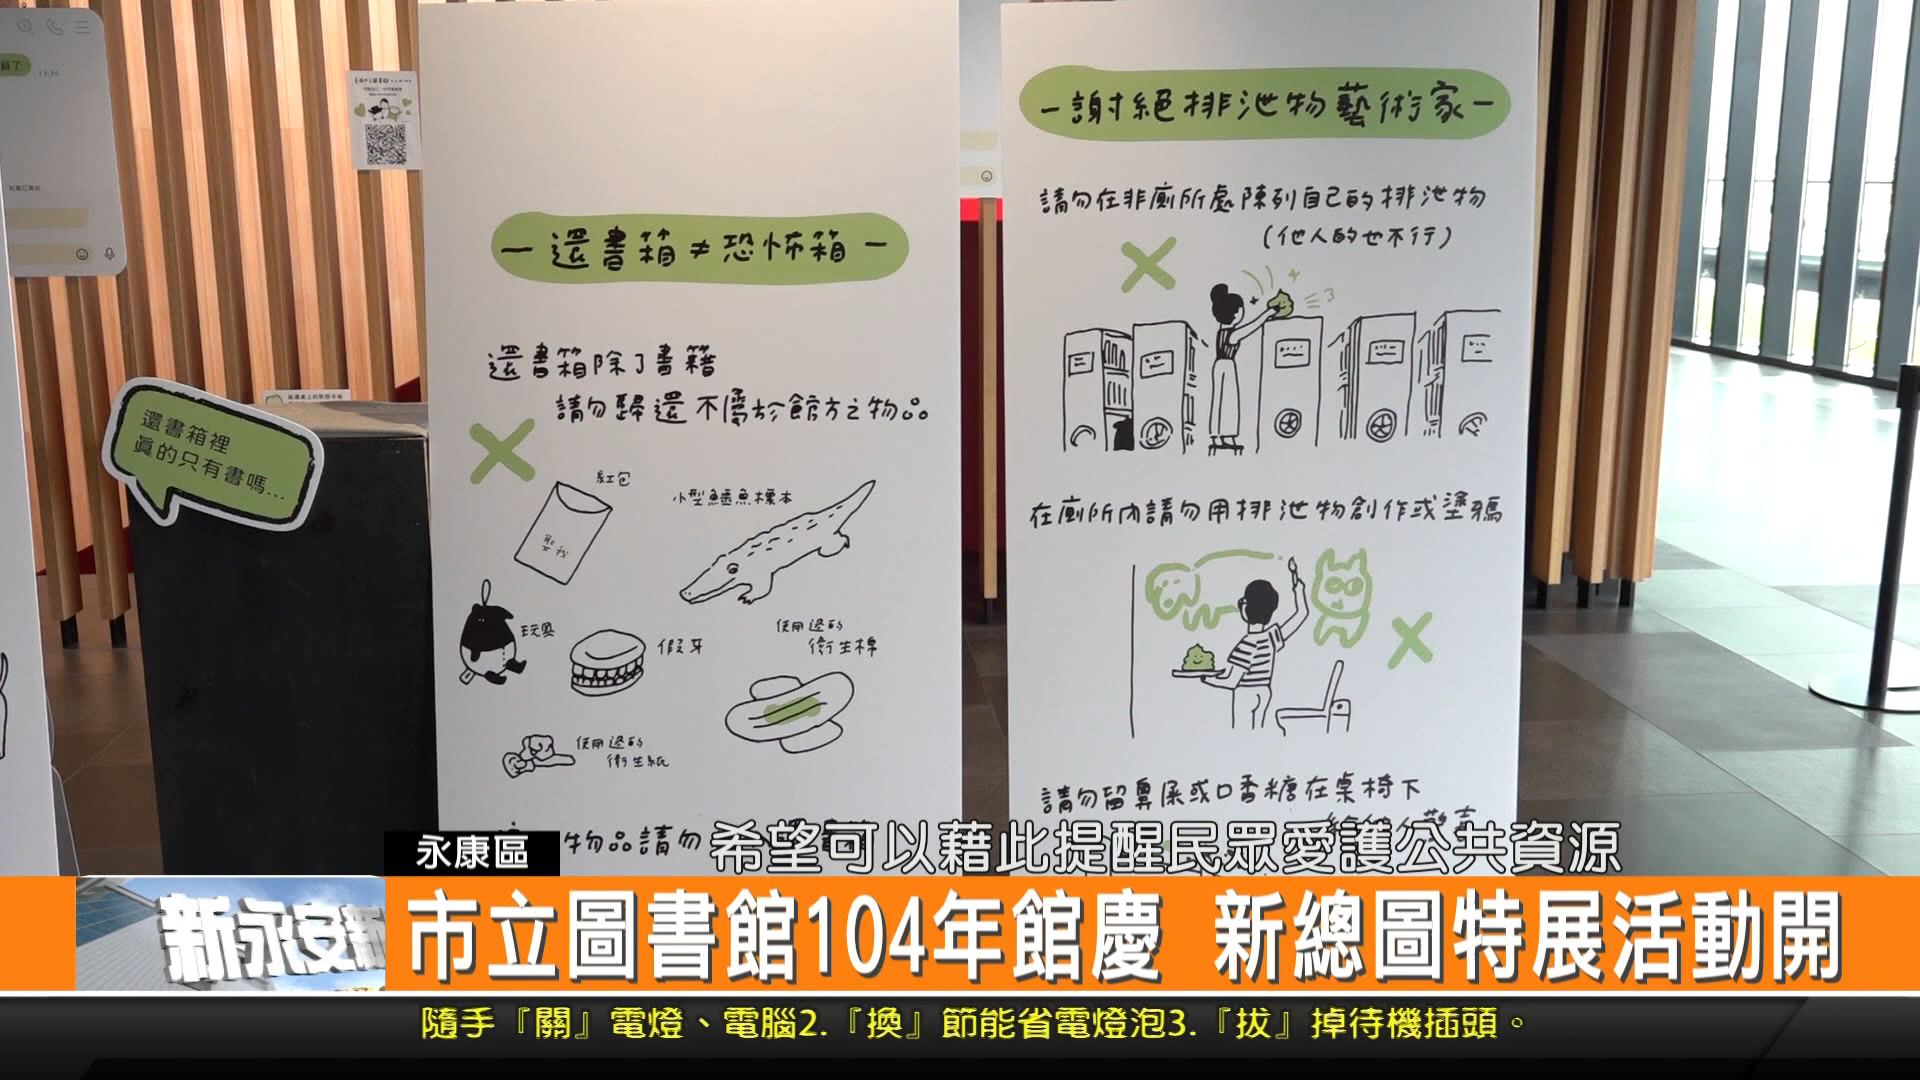 員了
13:30
還書箱裡
真的只有書嗎...
－還書箱≠恐怖箱－
還書箱除了書籍
請勿歸還不屬於館方之物品
紅包
娶我
小型鱷魚標本
玩具
假牙
使用過的
衛生棉
使用過的
衛生紙
物品請勿
－謝絕排泄物藝術家－
請勿在非廁所處陳列自己的排泄物
(他人的也不行)
在廁所內請勿用排泄物創作或塗鴉
請勿留鼻屎或口香糖在桌椅下
永康區
希望可以藉此提醒民眾愛護公共資源
新永安新
市立圖書館104年館慶 新總圖特展活動開
隨手『關』電燈、電腦2.『換』節能省電燈泡3.『拔』掉待機插頭。